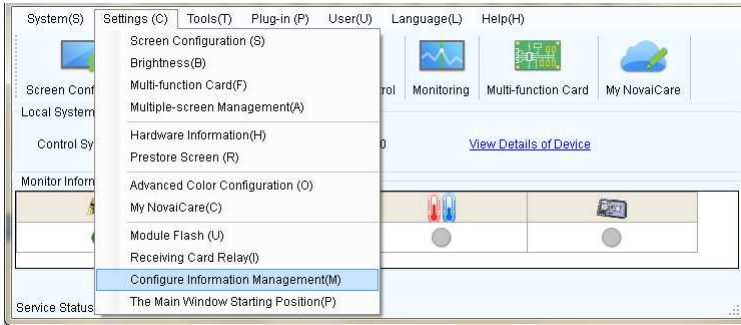 System(S) Settings (C) Tools(T) Plug-in (P) User(U) Language(L) Help(H)
Screen Configuration (S)
Brightness(B)
Multi-function Card(F)
Multiple-screen Management(A)
Hardware Information(H)
Prestore Screen (R)
Advanced Color Configuration (O)
My NovaiCare(C)
Module Flash (U)
Receiving Card Relay(I)
Configure Information Management(M)
The Main Window Starting Position(P)
Screen Conf rol Monitoring Multi-function Card My NovaiCare
Local System
Control Sy 0 View Details of Device
Monitor Inforn
Service Status